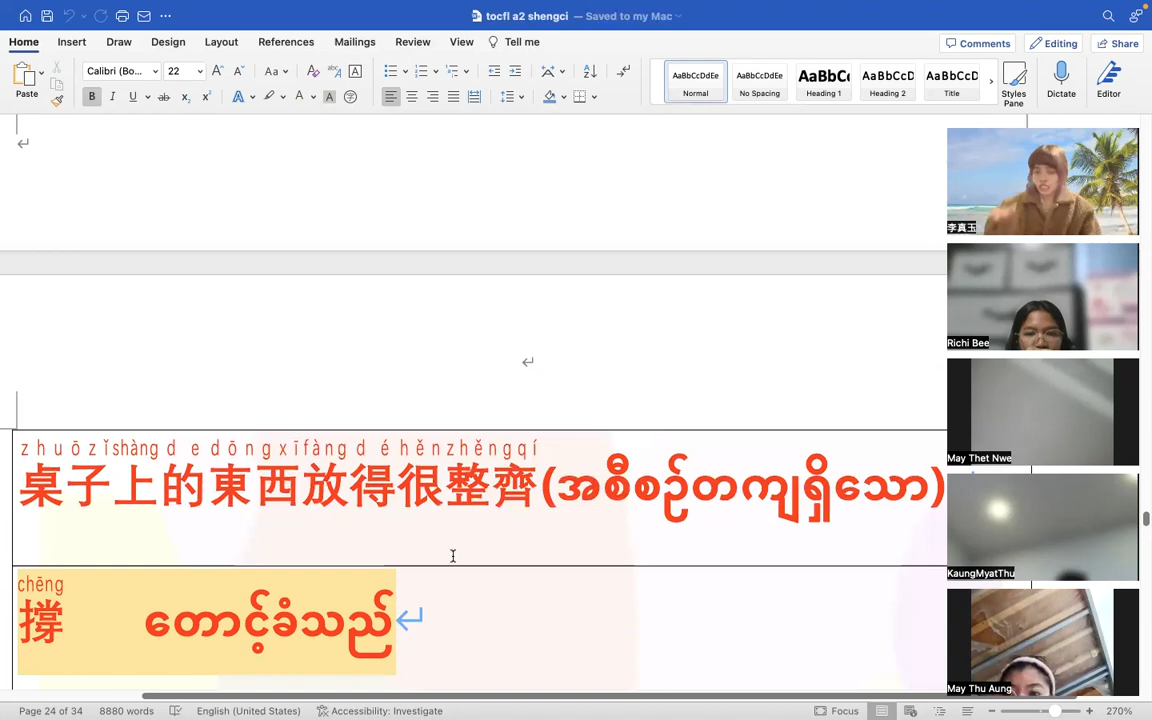 tocfl a2 shengci — Saved to my Mac
Home Insert Draw Design Layout References Mailings Review View Tell me Comments Editing Share
Calibri (Bo... 22 Aa
Paste
AaBbCcDdEe AaBbCcDdEe AaBbCc AaBbCcD AaBbCcD
Normal No Spacing Heading 1 Heading 2 Title
Styles Pane Dictate Editor
李真玉
Richi Bee
May Thet Nwe
KaungMyatThu
May Thu Aung
zhuōzǐshàng de dōngxīfàng dé hěnzhěngqí
桌子上的東西放得很整齊(အစီစဉ်တကျရှိသော)
chēng
撐 တောင့်ခံသည်
Page 24 of 34 8880 words English (United States) Accessibility: Investigate Focus 270%